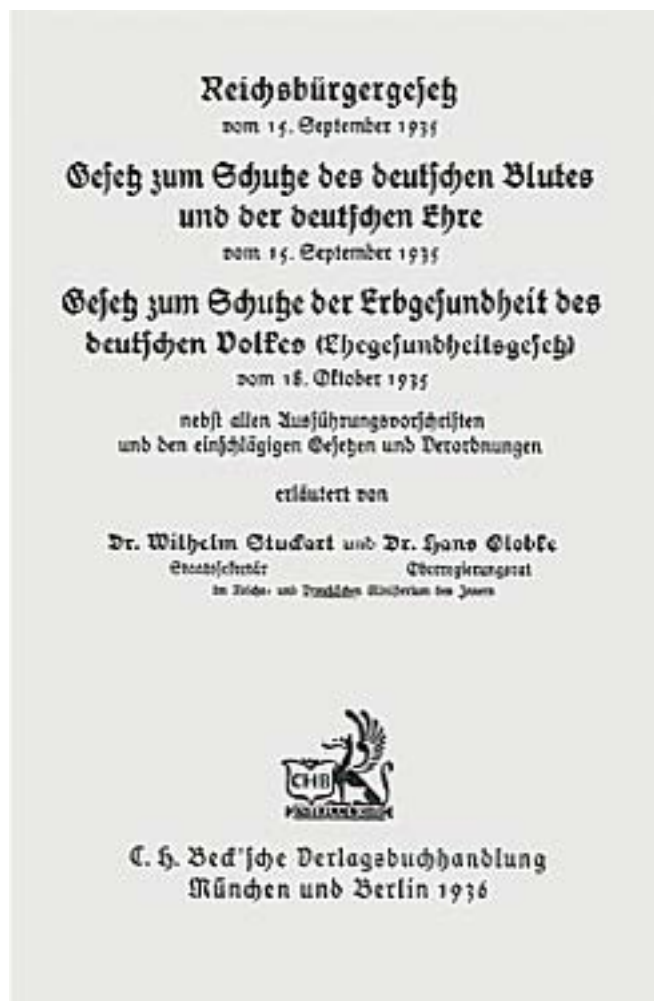 Reichsbürgergesetz
vom 15. September 1935
Gesetz zum Schutze des deutschen Blutes
und der deutschen Ehre
vom 15. September 1935
Gesetz zum Schutze der Erbgesundheit des
deutschen Volkes (Ehegesundheitsgesetz)
vom 18. Oktober 1935
nebst allen Ausführungsvorschriften
und den einschlägigen Gesetzen und Verordnungen
erläutert von
Dr. Wilhelm Stuckart und Dr. Hans Globke
Staatssekretär Oberregierungsrat
im Reichs- und Preußischen Ministerium des Innern
CHB
C. H. Beck'sche Verlagsbuchhandlung
München und Berlin 1936